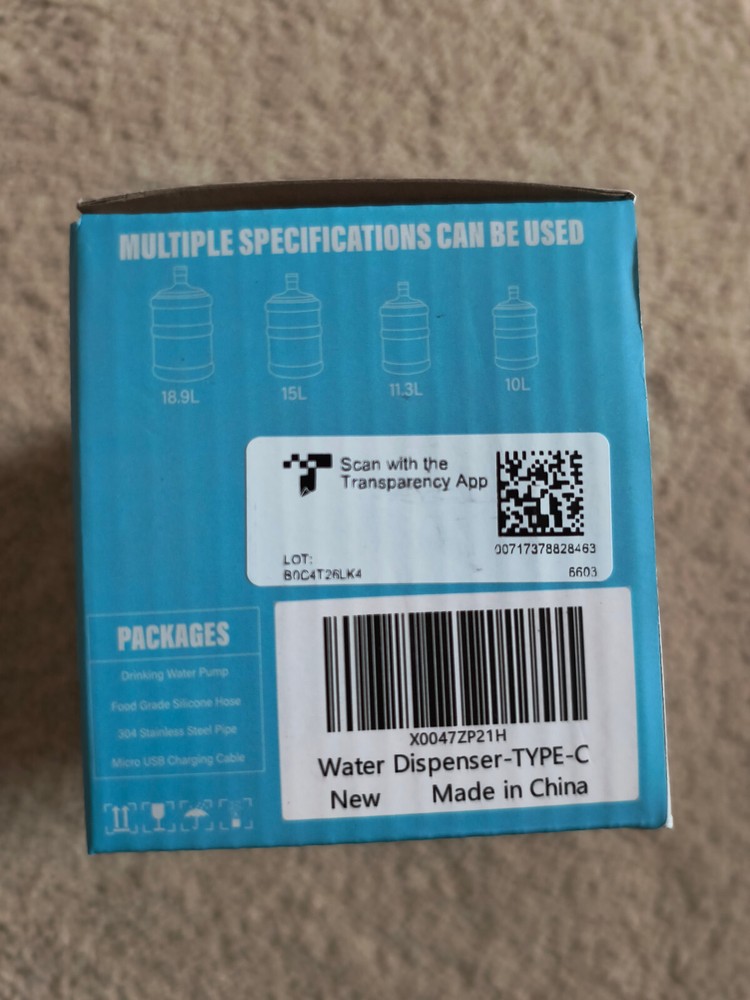 MULTIPLE SPECIFICATIONS CAN BE USED
18.9L 15L 11.3L 10L
Scan with the
Transparency App
00717378828463
LOT:
B0C4T26LK4 6603
PACKAGES
Drinking Water Pump
Food Grade Silicone Hose
304 Stainless Steel Pipe
Micro USB Charging Cable
X0047ZP21H
Water Dispenser-TYPE-C
New Made in China